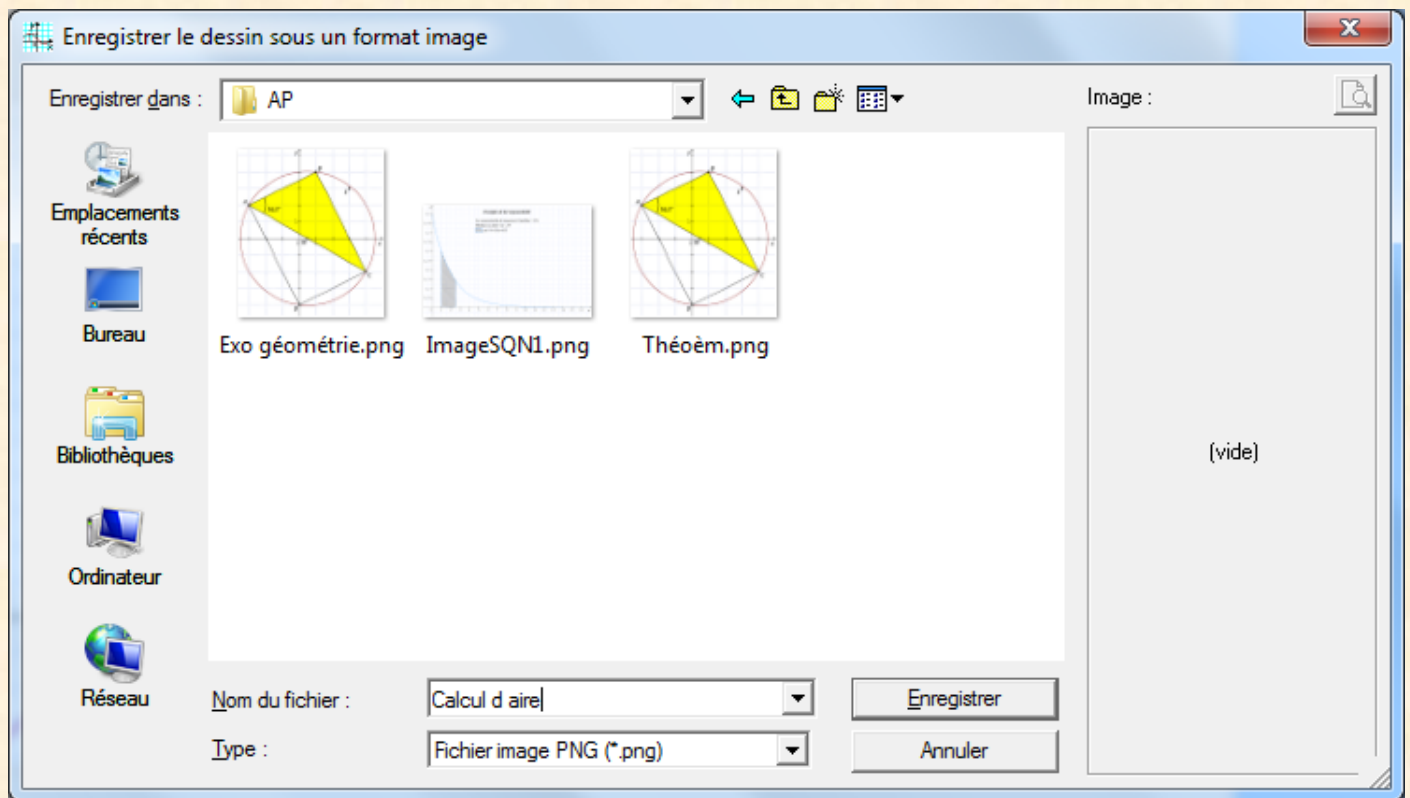 Enregistrer le dessin sous un format image
Enregistrer dans :
AP
Image :
Emplacements
récents
Bureau
Bibliothèques
Ordinateur
Réseau
Exo géométrie.png
ImageSQN1.png
Théoèm.png
(vide)
Nom du fichier :
Calcul d aire
Enregistrer
Type :
Fichier image PNG (*.png)
Annuler